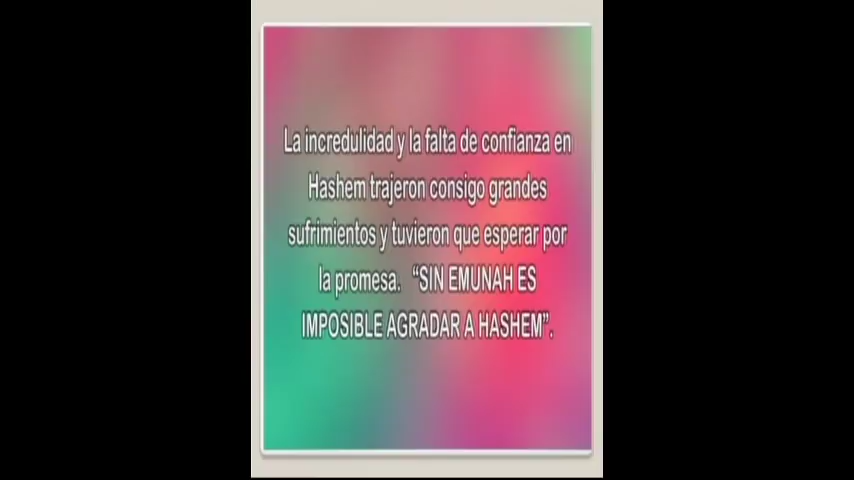 La incredulidad y la falta de confianza en
Hashem trajeron consigo grandes
sufrimientos y tuvieron que esperar por
la promesa.  “SIN EMUNAH ES
IMPOSIBLE AGRADAR A HASHEM”.